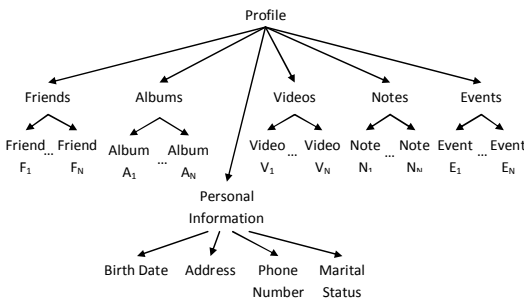 Profile
Friends Albums Videos Notes Events
Friend ... Friend Album ... Album Video ... Video Note ... Note Event ... Event
F1 FN A1 AN V1 VN N1 NN E1 EN
Personal
Information
Birth Date Address Phone Marital
Number Status